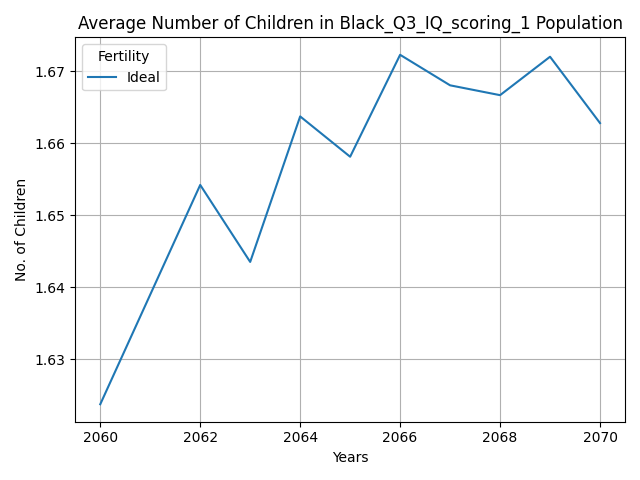 Average Number of Children in Black_Q3_IQ_scoring_1 Population
Fertility
Ideal
No. of Children
1.67
1.66
1.65
1.64
1.63
2060
2062
2064
2066
2068
2070
Years